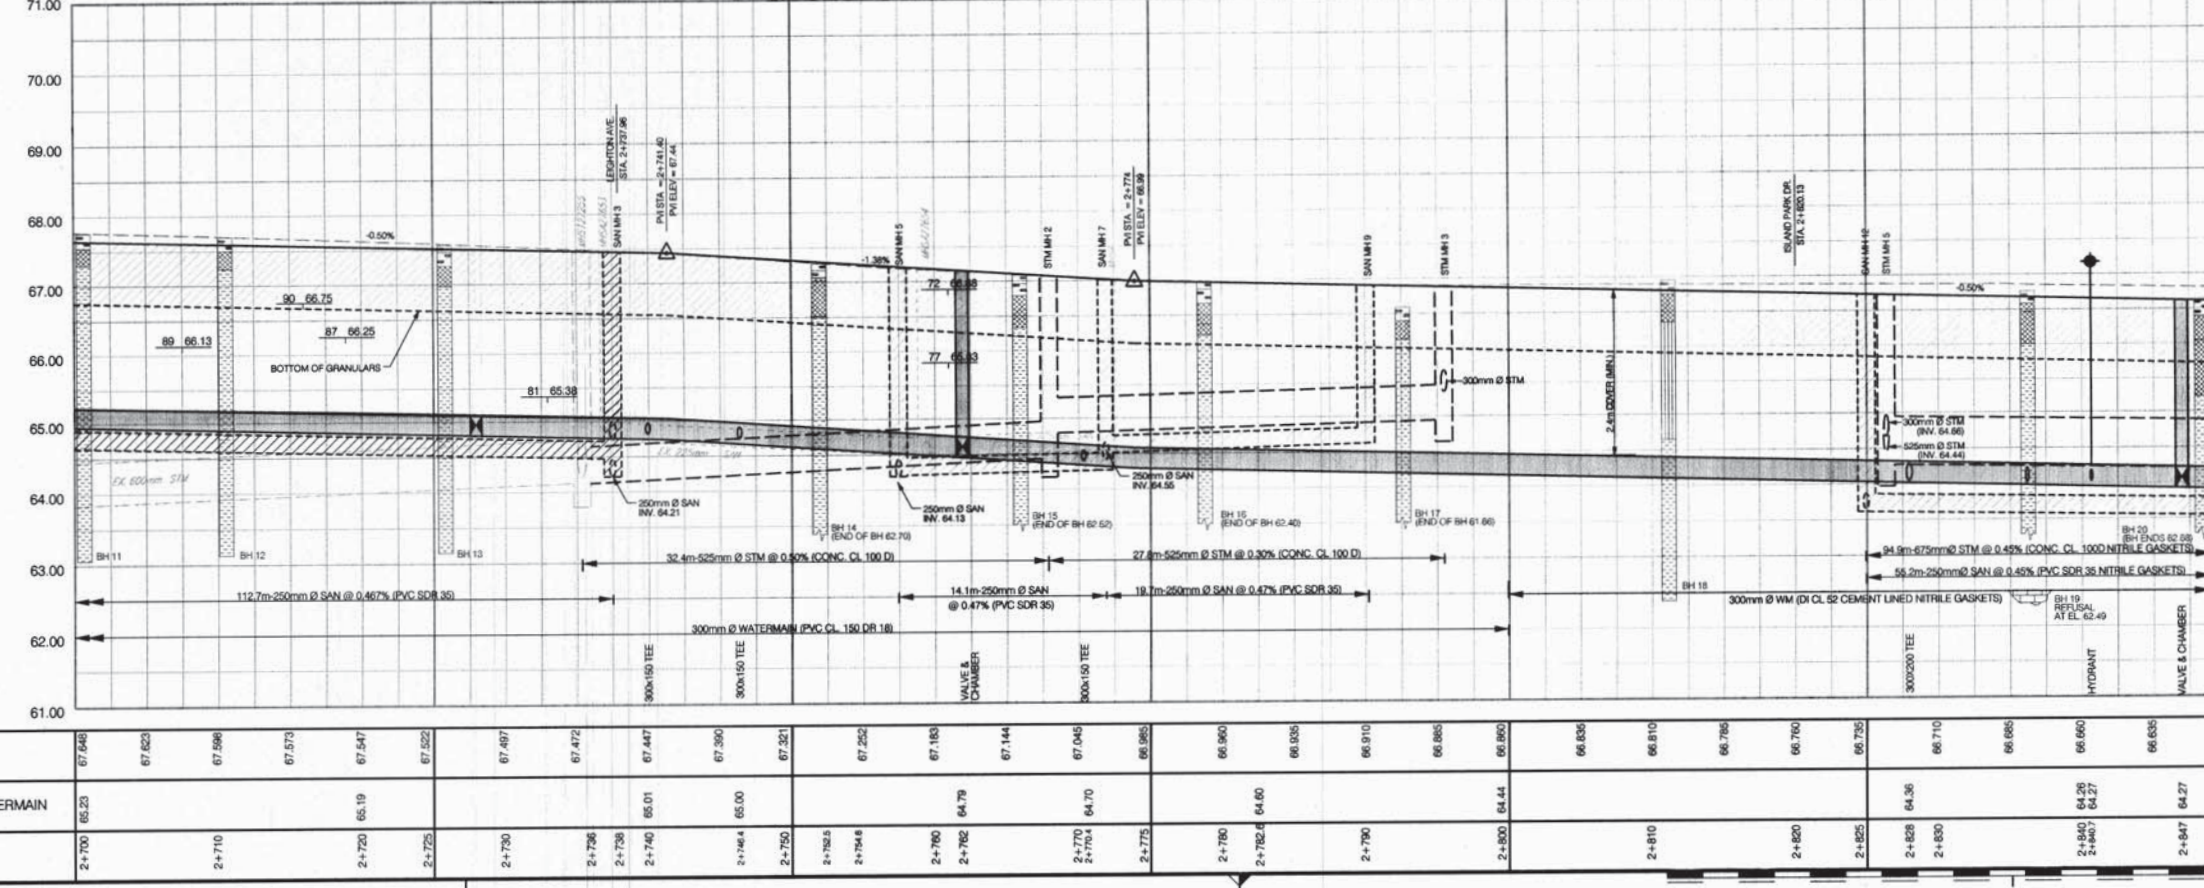 71.00
70.00
69.00
68.00
67.00
66.00
65.00
64.00
63.00
62.00
61.00
LEIGHTON AVE.
STA. 2+737.96
SAN MH 3
PVI STA = 2+741.40
PVI ELEV = 67.44
SAN MH 5
STM MH 2
SAN MH 7
PVI STA = 2+774
PVI ELEV = 66.99
SAN MH 9
STM MH 3
ISLAND PARK DR.
STA. 2+820.13
SAN MH 12
STM MH 5
-0.50%
-1.38%
-0.50%
90 66.75
87 66.25
89 66.13
BOTTOM OF GRANULARS
81 65.38
72
77
300mm Ø STM
2.4m COVER (MIN.)
300mm Ø STM
(INV. 64.66)
525mm Ø STM
(INV. 64.44)
EX. 600mm STM
EX. 225mm SAN
250mm Ø SAN
INV. 64.21
250mm Ø SAN
INV. 64.13
250mm Ø SAN
INV. 64.55
BH 11
BH 12
BH 13
BH 14
(END OF BH 62.70)
BH 15
(END OF BH 62.52)
BH 16
(END OF BH 62.40)
BH 17
(END OF BH 61.66)
BH 18
BH 19
REFUSAL
AT EL. 62.49
BH 20
32.4m-525mm Ø STM @ 0.50% (CONC. CL 100 D)
525mm Ø STM @ 0.30% (CONC. CL 100 D)
94.9m-675mmØ STM @ 0.45% (CONC. CL. 100D NITRILE GASKETS)
112.7m-250mm Ø SAN @ 0.467% (PVC SDR 35)
14.1m-250mm Ø SAN
@ 0.47% (PVC SDR 35)
19.7m-250mm Ø SAN @ 0.47% (PVC SDR 35)
55.2m-250mmØ SAN @ 0.45% (PVC SDR 35 NITRILE GASKETS)
300mm Ø WATERMAIN (PVC CL. 150 DR 18)
300mm Ø WM (DI CL 52 CEMENT LINED NITRILE GASKETS)
300x150 TEE
300x150 TEE
VALVE &
CHAMBER
300x150 TEE
300X200 TEE
HYDRANT
VALVE & CHAMBER
67.648 67.623 67.598 67.573 67.547 67.522 67.497 67.472 67.447 67.390 67.321 67.252 67.183 67.144 67.045 66.985 66.960 66.935 66.910 66.885 66.860 66.835 66.810 66.785 66.760 66.735 66.710 66.685 66.660 66.635
ERMAIN 65.23 65.19 65.01 65.00 64.79 64.70 64.60 64.44 64.36 64.26 64.27 64.27
2+700 2+710 2+720 2+725 2+730 2+736 2+738 2+740 2+746.4 2+750 2+752.5 2+754.8 2+760 2+762 2+770 2+770.4 2+775 2+780 2+782.6 2+790 2+800 2+810 2+820 2+825 2+828 2+830 2+840 2+840.7 2+847